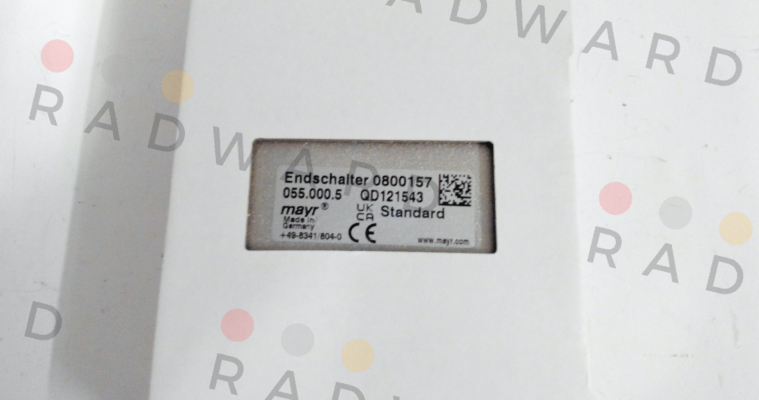 RADWARD
RADWARD
Endschalter 0800157
055.000.5 QD121543
mayr® UK CA Standard
Made in
Germany
+49-8341/804-0 CE www.mayr.com
RAD
D
RADWARD